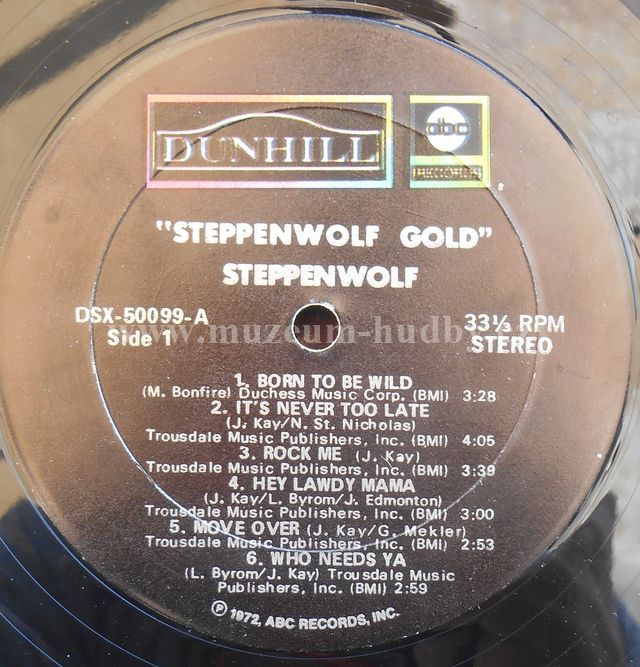 DUNHILL
abc
RECORDS
"STEPPENWOLF GOLD"
STEPPENWOLF
DSX-50099-A
Side 1
33⅓ RPM
STEREO
www.muzeum-hudby.
1. BORN TO BE WILD
(M. Bonfire) Duchess Music Corp. (BMI) 3:28
2. IT'S NEVER TOO LATE
(J. Kay/N. St. Nicholas)
Trousdale Music Publishers, Inc. (BMI) 4:05
3. ROCK ME (J. Kay)
Trousdale Music Publishers, Inc. (BMI) 3:39
4. HEY LAWDY MAMA
(J. Kay/L. Byrom/J. Edmonton)
Trousdale Music Publishers, Inc. (BMI) 3:00
5. MOVE OVER (J. Kay/G. Mekler)
Trousdale Music Publishers, Inc. (BMI) 2:53
6. WHO NEEDS YA
(L. Byrom/J. Kay) Trousdale Music
Publishers, Inc. (BMI) 2:59
℗ 1972, ABC RECORDS, INC.